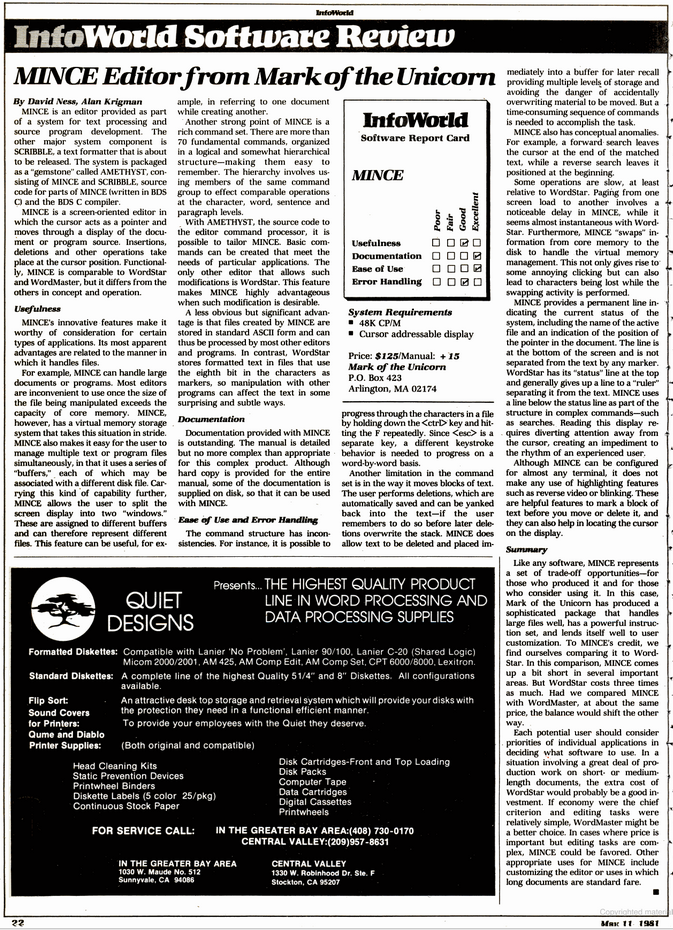 InfoWorld
InfoWorld Software Review
MINCE Editor from Mark of the Unicorn
By David Ness, Alan Krigman
MINCE is an editor provided as part
of a system for text processing and
source program development. The
other major system component is
SCRIBBLE, a text formatter that is about
to be released. The system is packaged
as a "gemstone" called AMETHYST, con-
sisting of MINCE and SCRIBBLE, source
code for parts of MINCE (written in BDS
C) and the BDS C compiler.
MINCE is a screen-oriented editor in
which the cursor acts as a pointer and
moves through a display of the docu-
ment or program source. Insertions,
deletions and other operations take
place at the cursor position. Functional-
ly, MINCE is comparable to WordStar
and WordMaster, but it differs from the
others in concept and operation.
Usefulness
MINCE's innovative features make it
worthy of consideration for certain
types of applications. Its most apparent
advantages are related to the manner in
which it handles files.
For example, MINCE can handle large
documents or programs. Most editors
are inconvenient to use once the size of
the file being manipulated exceeds the
capacity of core memory. MINCE,
however, has a virtual memory storage
system that takes this situation in stride.
MINCE also makes it easy for the user to
manage multiple text or program files
simultaneously, in that it uses a series of
"buffers," each of which may be
associated with a different disk file. Car-
rying this kind of capability further,
MINCE allows the user to split the
screen display into two "windows."
These are assigned to different buffers
and can therefore represent different
files. This feature can be useful, for ex-
ample, in referring to one document
while creating another.
Another strong point of MINCE is a
rich command set. There are more than
70 fundamental commands, organized
in a logical and somewhat hierarchical
structure—making them easy to
remember. The hierarchy involves us-
ing members of the same command
group to effect comparable operations
at the character, word, sentence and
paragraph levels.
With AMETHYST, the source code to
the editor command processor, it is
possible to tailor MINCE. Basic com-
mands can be created that meet the
needs of particular applications. The
only other editor that allows such
modifications is WordStar. This feature
makes MINCE highly advantageous
when such modification is desirable.
A less obvious but significant advan-
tage is that files created by MINCE are
stored in standard ASCII form and can
thus be processed by most other editors
and programs. In contrast, WordStar
stores formatted text in files that use
the eighth bit in the characters as
markers, so manipulation with other
programs can affect the text in some
surprising and subtle ways.
Documentation
Documentation provided with MINCE
is outstanding. The manual is detailed
but no more complex than appropriate
for this complex product. Although
hard copy is provided for the entire
manual, some of the documentation is
supplied on disk, so that it can be used
with MINCE.
Ease of Use and Error Handling
The command structure has incon-
sistencies. For instance, it is possible to
InfoWorld
Software Report Card
MINCE
Poor Fair Good Excellent
Usefulness
Documentation
Ease of Use
Error Handling
System Requirements
48K CP/M
Cursor addressable display
Price: $125/Manual: + 15
Mark of the Unicorn
P.O. Box 423
Arlington, MA 02174
progress through the characters in a file
by holding down the <ctrl> key and hit-
ting the F repeatedly. Since <esc> is a
separate key, a different keystroke
behavior is needed to progress on a
word-by-word basis.
Another limitation in the command
set is in the way it moves blocks of text.
The user performs deletions, which are
automatically saved and can be yanked
back into the text—if the user
remembers to do so before later dele-
tions overwrite the stack. MINCE does
allow text to be deleted and placed im-
mediately into a buffer for later recall
providing multiple levels of storage and
avoiding the danger of accidentally
overwriting material to be moved. But a
time-consuming sequence of commands
is needed to accomplish the task.
MINCE also has conceptual anomalies.
For example, a forward search leaves
the cursor at the end of the matched
text, while a reverse search leaves it
positioned at the beginning.
Some operations are slow, at least
relative to WordStar. Paging from one
screen load to another involves a
noticeable delay in MINCE, while it
seems almost instantaneous with Word-
Star. Furthermore, MINCE "swaps" in-
formation from core memory to the
disk to handle the virtual memory
management. This not only gives rise to
some annoying clicking but can also
lead to characters being lost while the
swapping activity is performed.
MINCE provides a permanent line in-
dicating the current status of the
system, including the name of the active
file and an indication of the position of
the pointer in the document. The line is
at the bottom of the screen and is not
separated from the text by any marker.
WordStar has its "status" line at the top
and generally gives up a line to a "ruler"
separating it from the text. MINCE uses
a line below the status line as part of the
structure in complex commands—such
as searches. Reading this display re-
quires diverting attention away from
the cursor, creating an impediment to
the rhythm of an experienced user.
Although MINCE can be configured
for almost any terminal, it does not
make any use of highlighting features
such as reverse video or blinking. These
are helpful features to mark a block of
text before you move or delete it, and
they can also help in locating the cursor
on the display.
Summary
Like any software, MINCE represents
a set of trade-off opportunities—for
those who produced it and for those
who consider using it. In this case,
Mark of the Unicorn has produced a
sophisticated package that handles
large files well, has a powerful instruc-
tion set, and lends itself well to user
customization. To MINCE's credit, we
find ourselves comparing it to Word-
Star. In this comparison, MINCE comes
up a bit short in several important
areas. But WordStar costs three times
as much. Had we compared MINCE
with WordMaster, at about the same
price, the balance would shift the other
way.
Each potential user should consider
priorities of individual applications in
deciding what software to use. In a
situation involving a great deal of pro-
duction work on short- or medium-
length documents, the extra cost of
WordStar would probably be a good in-
vestment. If economy were the chief
criterion and editing tasks were
relatively simple, WordMaster might be
a better choice. In cases where price is
important but editing tasks are com-
plex, MINCE could be favored. Other
appropriate uses for MINCE include
customizing the editor or uses in which
long documents are standard fare.
QUIET
DESIGNS
Presents... THE HIGHEST QUALITY PRODUCT
LINE IN WORD PROCESSING AND
DATA PROCESSING SUPPLIES
Formatted Diskettes: Compatible with Lanier 'No Problem', Lanier 90/100, Lanier C-20 (Shared Logic)
Micom 2000/2001, AM 425, AM Comp Edit, AM Comp Set, CPT 6000/8000, Lexitron.
Standard Diskettes: A complete line of the highest Quality 51/4" and 8" Diskettes. All configurations
available.
Flip Sort: An attractive desk top storage and retrieval system which will provide your disks with
the protection they need in a functional efficient manner.
Sound Covers
for Printers: To provide your employees with the Quiet they deserve.
Qume and Diablo
Printer Supplies: (Both original and compatible)
Head Cleaning Kits
Static Prevention Devices
Printwheel Binders
Diskette Labels (5 color 25/pkg)
Continuous Stock Paper
Disk Cartridges-Front and Top Loading
Disk Packs
Computer Tape
Data Cartridges
Digital Cassettes
Printwheels
FOR SERVICE CALL: IN THE GREATER BAY AREA:(408) 730-0170
CENTRAL VALLEY:(209)957-8631
IN THE GREATER BAY AREA
1030 W. Maude No. 512
Sunnyvale, CA 94086
CENTRAL VALLEY
1330 W. Robinhood Dr. Ste. F
Stockton, CA 95207
Copyrighted material
22
May 11 1981